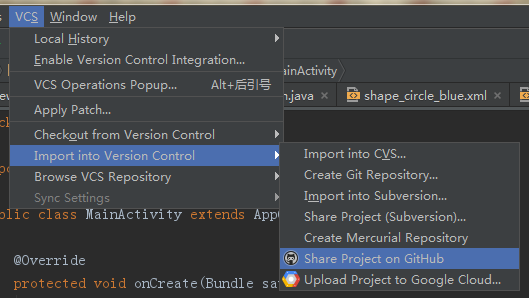 VCS Window Help
Local History
Enable Version Control Integration...
VCS Operations Popup... Alt+后引号
ainActivity
.java × shape_circle_blue.xml ×
Apply Patch...
Checkout from Version Control
Import into Version Control
Browse VCS Repository
Sync Settings
Import into CVS...
Create Git Repository...
Import into Subversion...
Share Project (Subversion)...
Create Mercurial Repository
Share Project on GitHub
Upload Project to Google Cloud...
blic class MainActivity extends App
@Override
protected void onCreate(Bundle sav